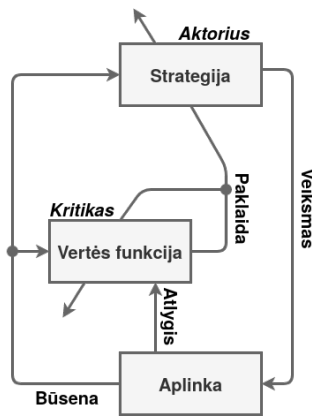 Aktorius
Strategija
Veiksmas
Paklaida
Kritikas
Vertės funkcija
Atlygis
Aplinka
Būsena